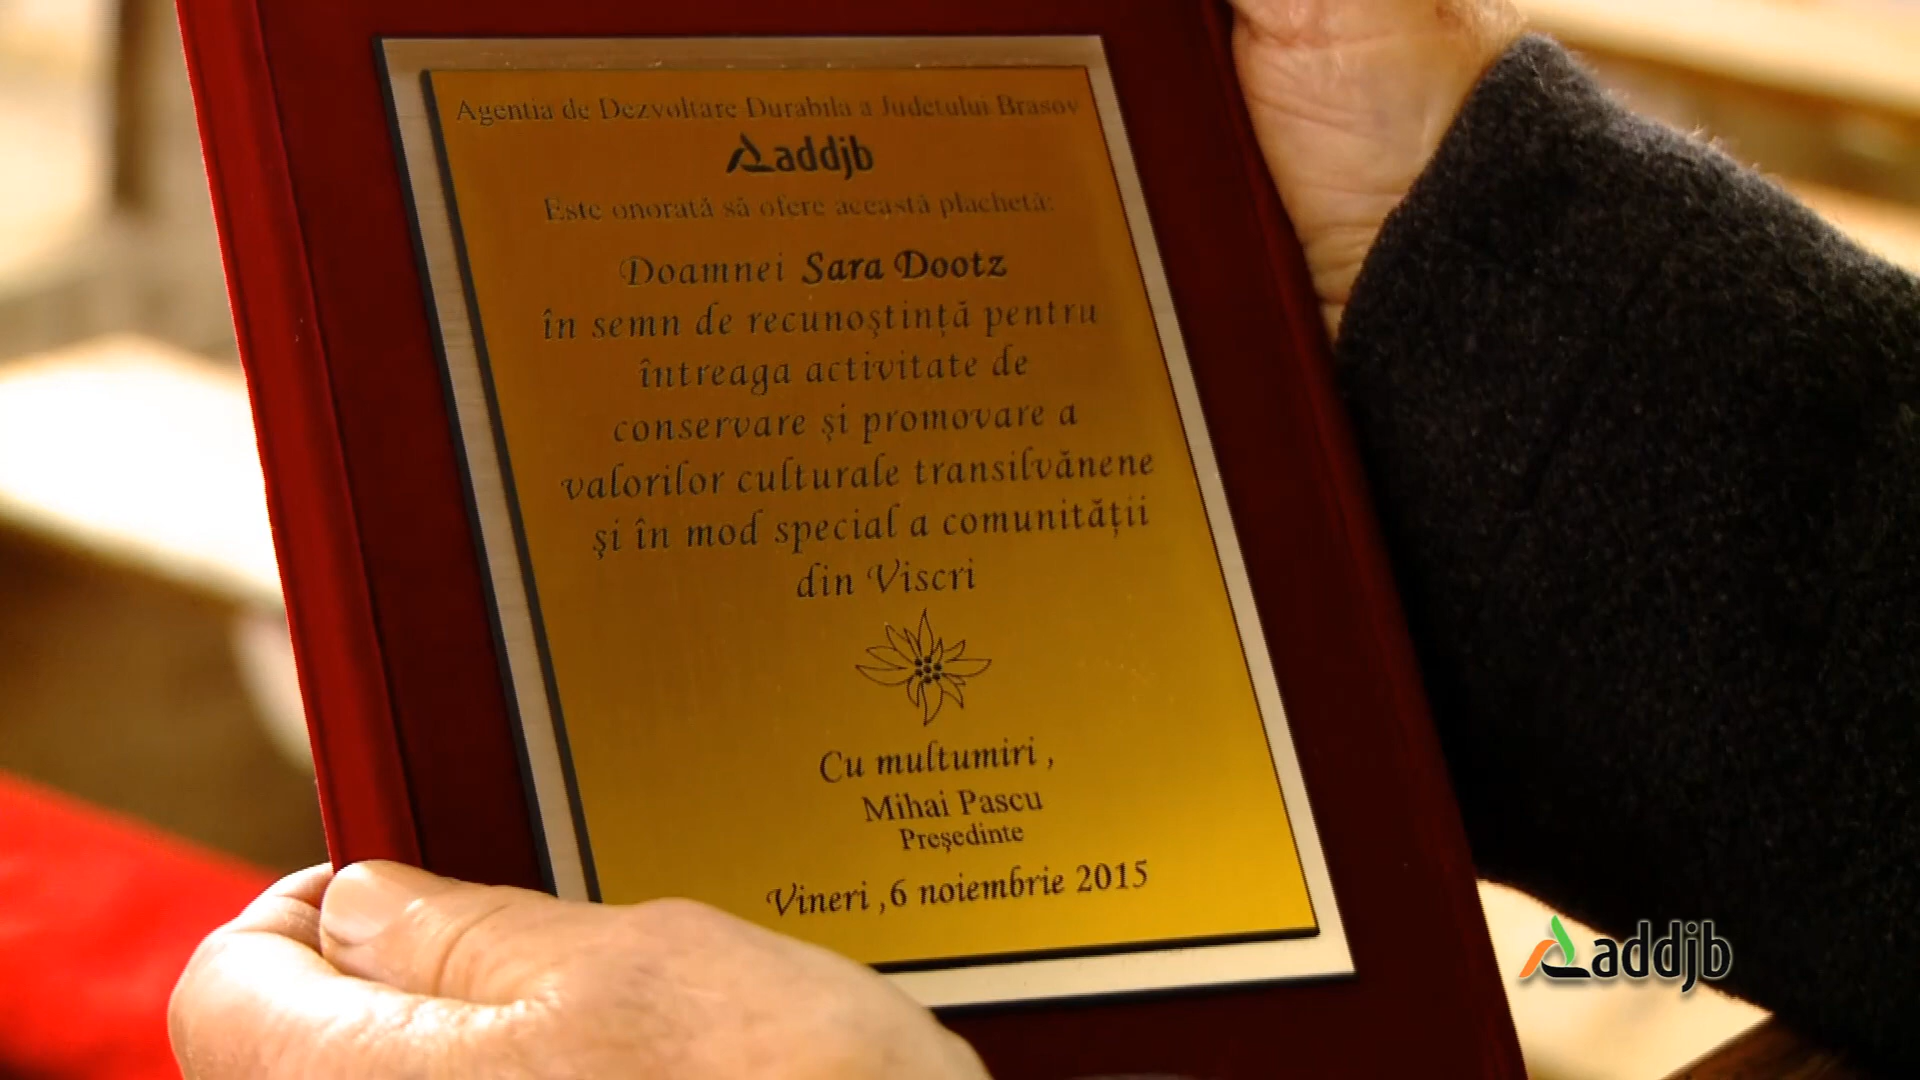 Agentia de Dezvoltare Durabila a Judetului Brasov
addjb
Este onorată să ofere această plachetă:
Doamnei Sara Dootz
în semn de recunoştinţă pentru
întreaga activitate de
conservare şi promovare a
valorilor culturale transilvănene
şi în mod special a comunităţii
din Viscri
Cu multumiri ,
Mihai Pascu
Preşedinte
Vineri ,6 noiembrie 2015
addjb